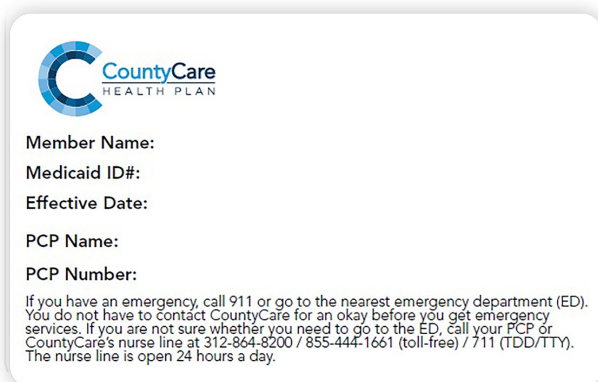 CountyCare
HEALTH PLAN
Member Name:
Medicaid ID#:
Effective Date:
PCP Name:
PCP Number:
If you have an emergency, call 911 or go to the nearest emergency department (ED).
You do not have to contact CountyCare for an okay before you get emergency
services. If you are not sure whether you need to go to the ED, call your PCP or
CountyCare's nurse line at 312-864-8200 / 855-444-1661 (toll-free) / 711 (TDD/TTY).
The nurse line is open 24 hours a day.